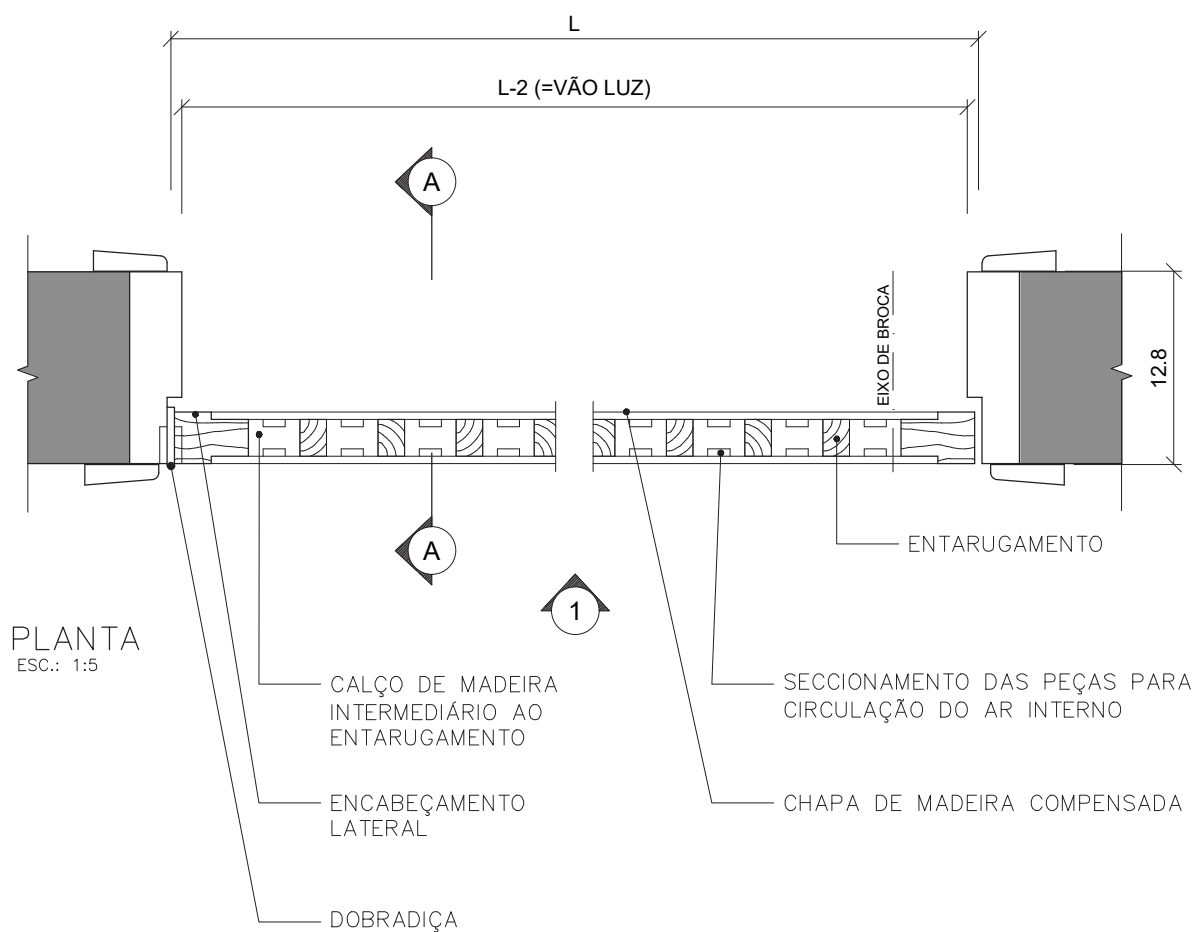 L
L-2 (=VÃO LUZ)
A
EIXO DE BROCA
12.8
A
ENTARUGAMENTO
1
PLANTA
ESC.: 1:5
CALÇO DE MADEIRA
INTERMEDIÁRIO AO
ENTARUGAMENTO
SECCIONAMENTO DAS PEÇAS PARA
CIRCULAÇÃO DO AR INTERNO
ENCABEÇAMENTO
LATERAL
CHAPA DE MADEIRA COMPENSADA
DOBRADIÇA